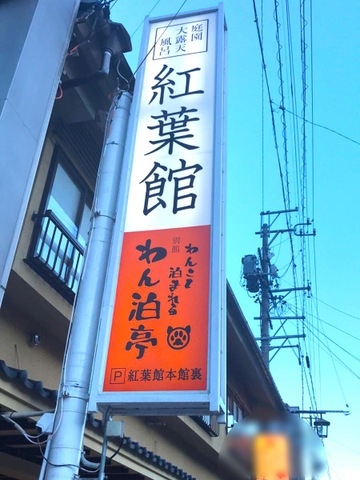 庭園
大露天
風呂
紅葉館
わんこと
泊まれる
別館
わん泊亭
P 紅葉館本館裏